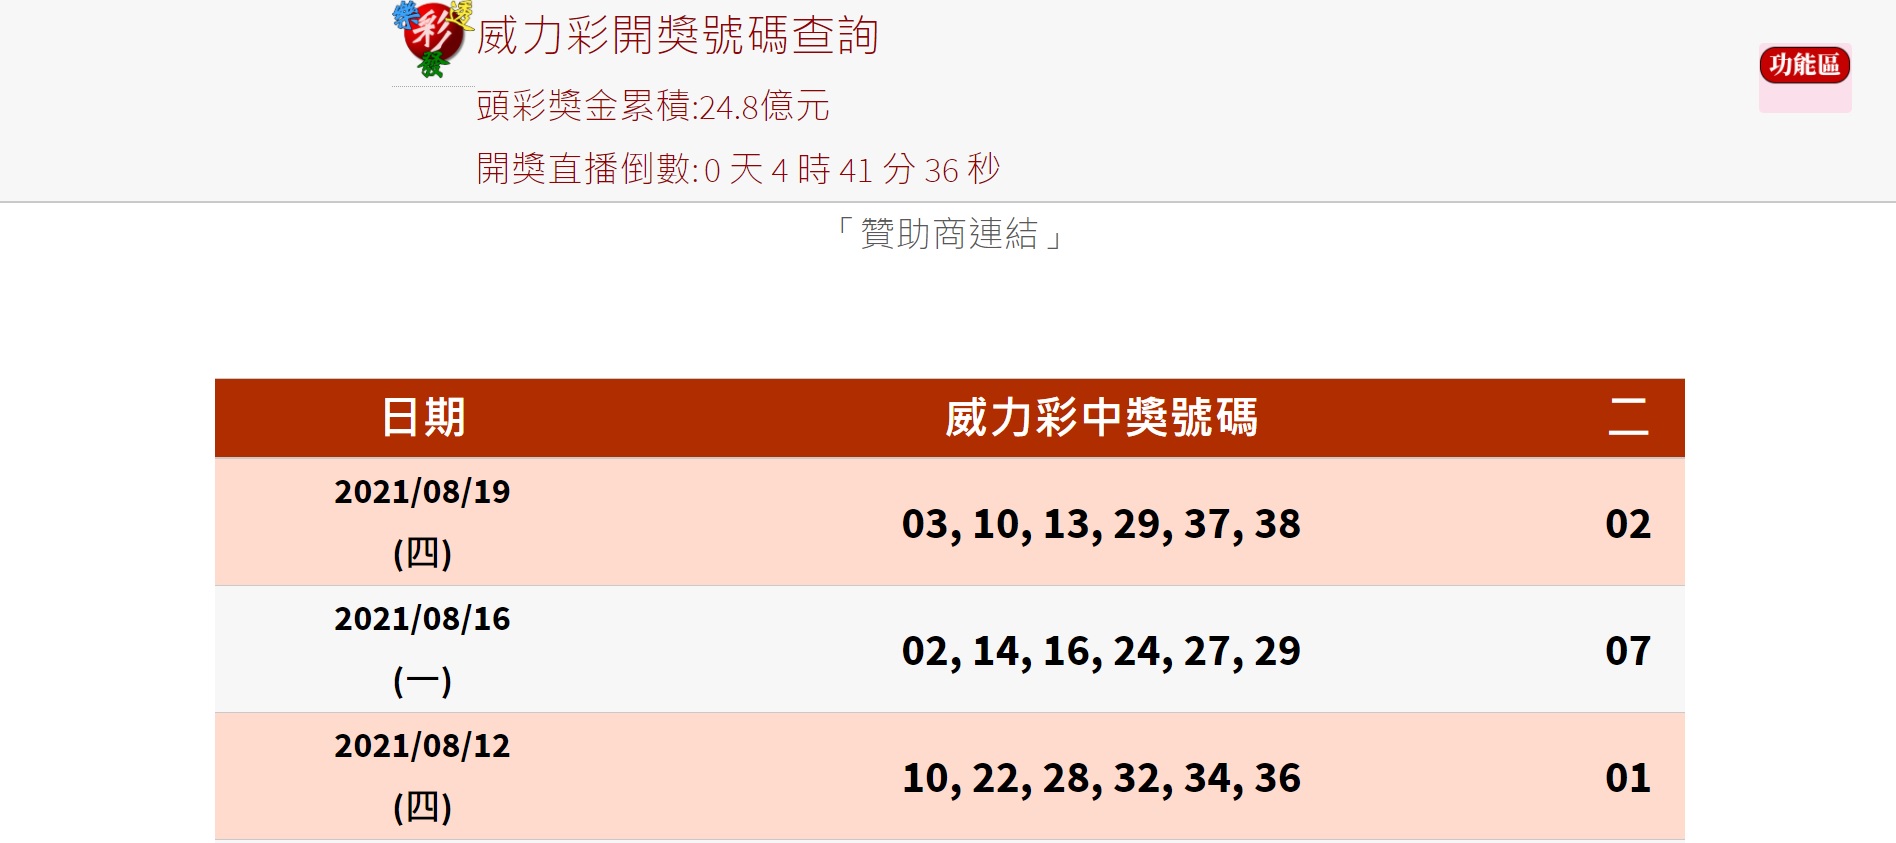 樂透
彩
發
威力彩開獎號碼查詢
功能區
頭彩獎金累積:24.8億元
開獎直播倒數:0 天 4 時 41 分 36 秒
「贊助商連結」
日期 威力彩中獎號碼 二
2021/08/19
(四)
03, 10, 13, 29, 37, 38 02
2021/08/16
(一)
02, 14, 16, 24, 27, 29 07
2021/08/12
(四)
10, 22, 28, 32, 34, 36 01